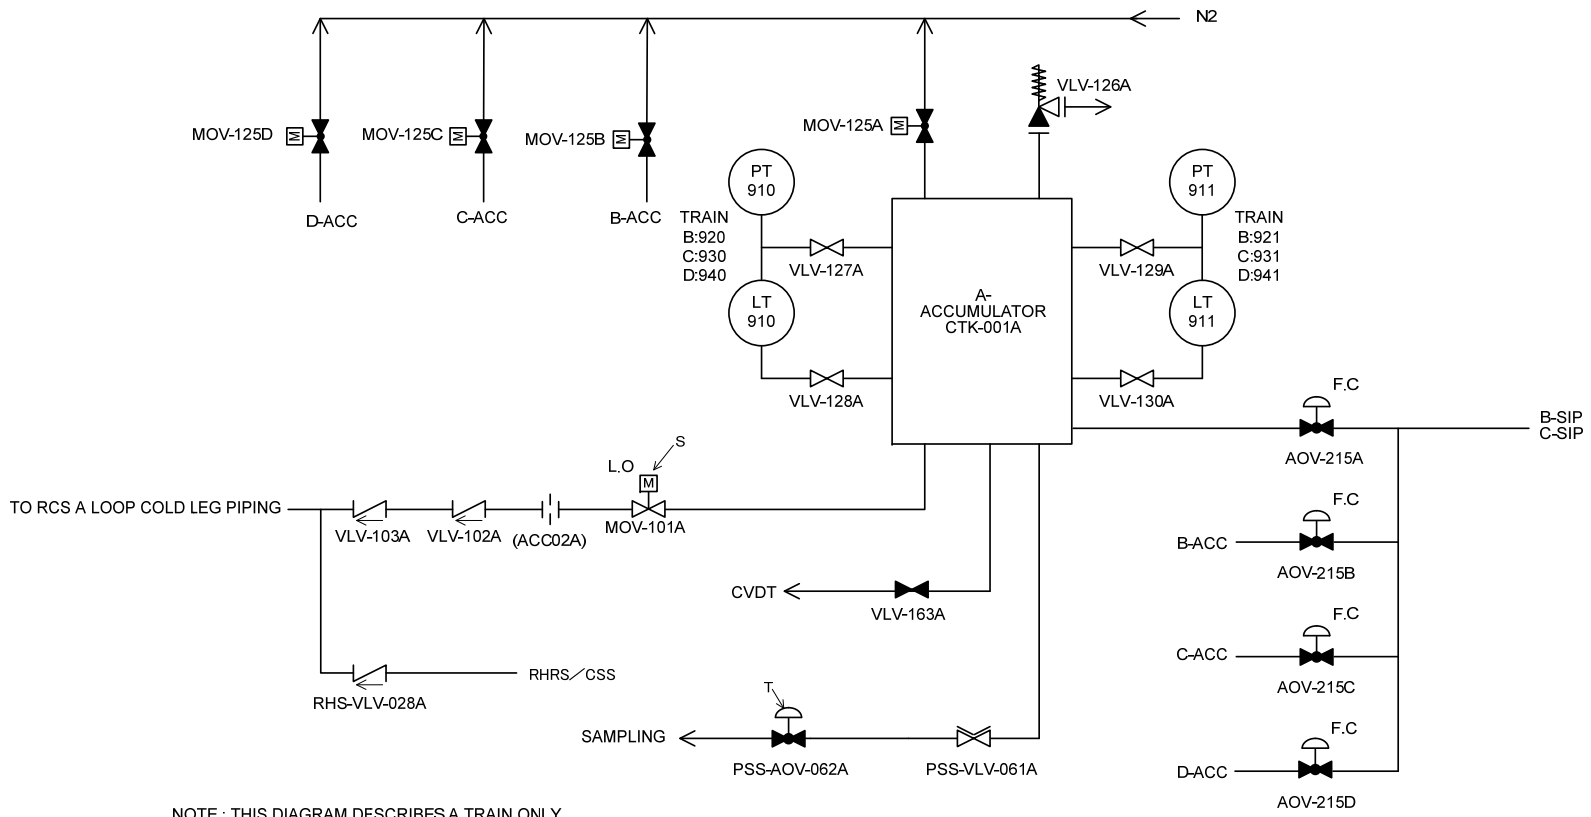 N2
VLV-126A
MOV-125D
M
MOV-125C
M
MOV-125B
M
MOV-125A
M
D-ACC
C-ACC
B-ACC
PT
910
PT
911
TRAIN
B:920
C:930
D:940
TRAIN
B:921
C:931
D:941
VLV-127A
VLV-129A
LT
910
A-
ACCUMULATOR
CTK-001A
LT
911
VLV-128A
VLV-130A
F.C
B-SIP
C-SIP
AOV-215A
S
L.O
M
TO RCS A LOOP COLD LEG PIPING
VLV-103A
VLV-102A
(ACC02A)
MOV-101A
F.C
B-ACC
AOV-215B
CVDT
VLV-163A
F.C
C-ACC
AOV-215C
RHRS/CSS
RHS-VLV-028A
T
SAMPLING
PSS-AOV-062A
PSS-VLV-061A
F.C
D-ACC
AOV-215D
NOTE : THIS DIAGRAM DESCRIBES A TRAIN ONLY